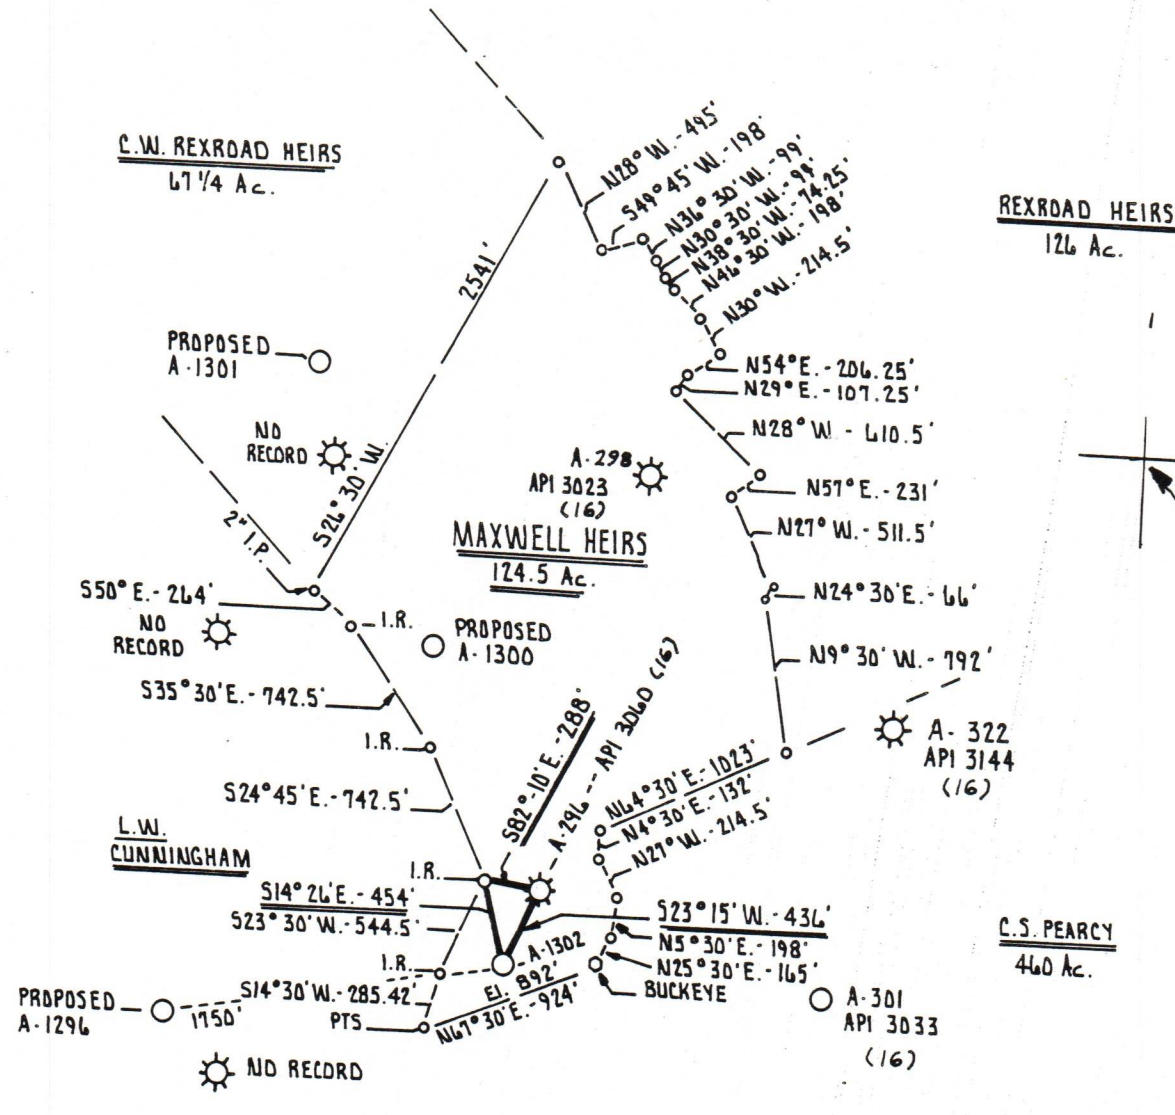 C.W. REXROAD HEIRS
67 1/4 Ac.
N28° W.-495'
S49° 45' W.-198'
N36° 30' W.-99'
N30° 30' W.-99'
N38° 30' W.-74.25'
N46° 30' W.-198'
N30° W.-214.5'
REXROAD HEIRS
126 Ac.
2541'
S26° 30' W.
PROPOSED
A-1301
N54° E.-206.25'
N29° E.-107.25'
N28° W - 610.5'
NO
RECORD
A-298
API 3023
(16)
N57° E.-231'
N27° W.-511.5'
MAXWELL HEIRS
124.5 Ac.
2" I.P.
S50° E.-264'
NO
RECORD
I.R.
PROPOSED
A-1300
N24° 30' E.-66'
N9° 30' W.-792'
S35° 30' E.-742.5'
I.R.
A-322
API 3144
(16)
S82°-10' E.-288'
A-296 -- API 3060 (16)
N64° 30' E.-1023'
N4° 30' E.-132'
N27° W.-214.5'
S24° 45' E.-742.5'
L.W.
CUNNINGHAM
I.R.
S14° 26' E.-454'
S23° 30' W.-544.5'
S23° 15' W.-436'
N5° 30' E.-198'
N25° 30' E.-165'
BUCKEYE
C.S. PEARCY
460 Ac.
I.R.
A-1302
El. 892'
N67° 30' E.-924'
S14° 30' W.-285.42'
PTS
PROPOSED
A-1296
1750'
A-301
API 3033
(16)
NO RECORD